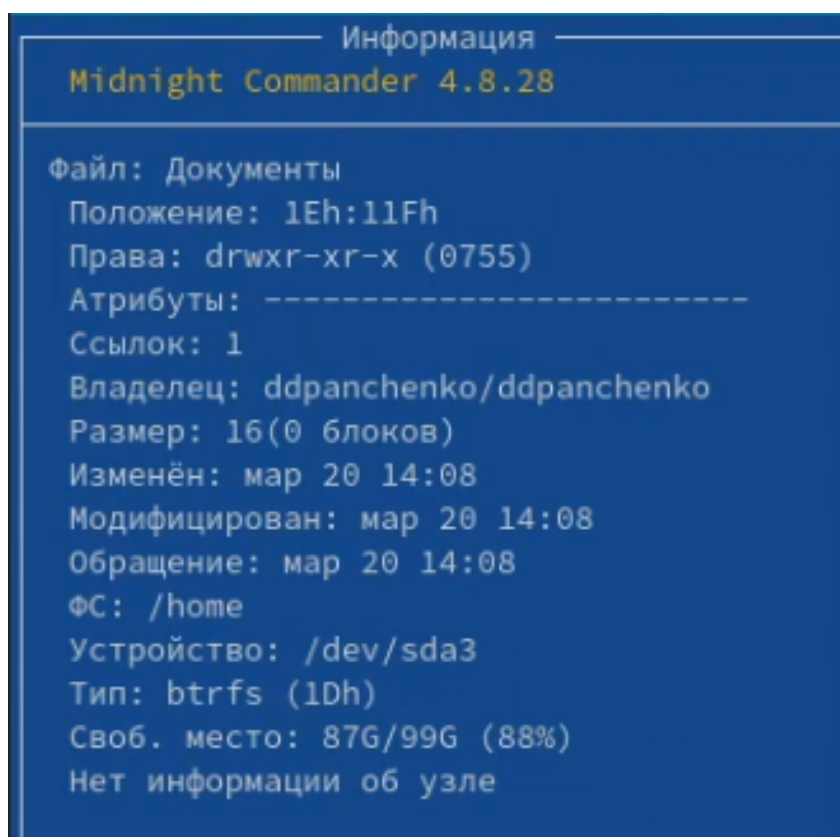 Информация
Midnight Commander 4.8.28
Файл: Документы
Положение: 1Eh:11Fh
Права: drwxr-xr-x (0755)
Атрибуты: -------------------------
Ссылок: 1
Владелец: ddpanchenko/ddpanchenko
Размер: 16(0 блоков)
Изменён: мар 20 14:08
Модифицирован: мар 20 14:08
Обращение: мар 20 14:08
ФС: /home
Устройство: /dev/sda3
Тип: btrfs (1Dh)
Своб. место: 87G/99G (88%)
Нет информации об узле